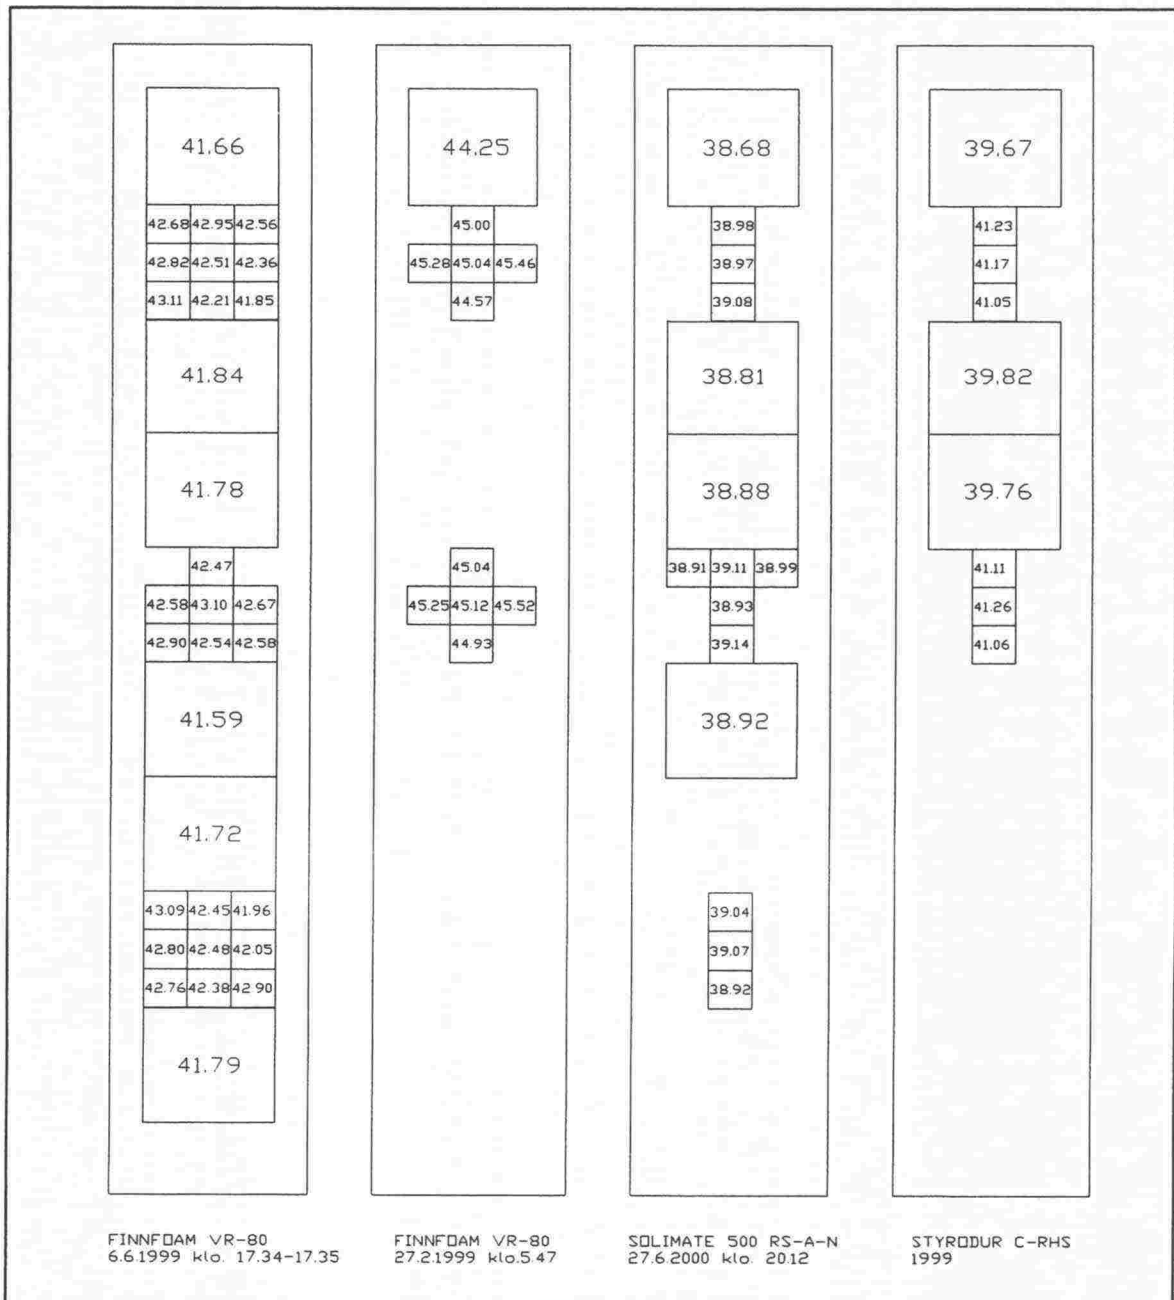 41.66
42.68 42.95 42.56
42.82 42.51 42.36
43.11 42.21 41.85
41.84
41.78
42.47
42.58 43.10 42.67
42.90 42.54 42.58
41.59
41.72
43.09 42.45 41.96
42.80 42.48 42.05
42.76 42.38 42.90
41.79
FINNFOAM VR-80
6.6.1999 klo. 17.34-17.35
44.25
45.00
45.28 45.04 45.46
44.57
45.04
45.25 45.12 45.52
44.93
FINNFOAM VR-80
27.2.1999 klo.5.47
38.68
38.98
38.97
39.08
38.81
38.88
38.91 39.11 38.99
38.93
39.14
38.92
39.04
39.07
38.92
SOLIMATE 500 RS-A-N
27.6.2000 klo. 20.12
39.67
41.23
41.17
41.05
39.82
39.76
41.11
41.26
41.06
STYRODUR C-RHS
1999